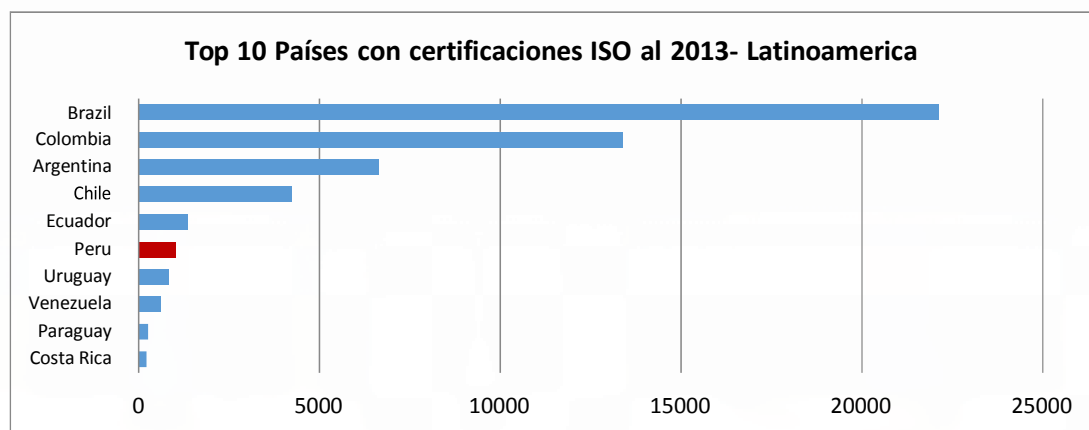 Top 10 Países con certificaciones ISO al 2013- Latinoamerica
Brazil
Colombia
Argentina
Chile
Ecuador
Peru
Uruguay
Venezuela
Paraguay
Costa Rica
0 5000 10000 15000 20000 25000